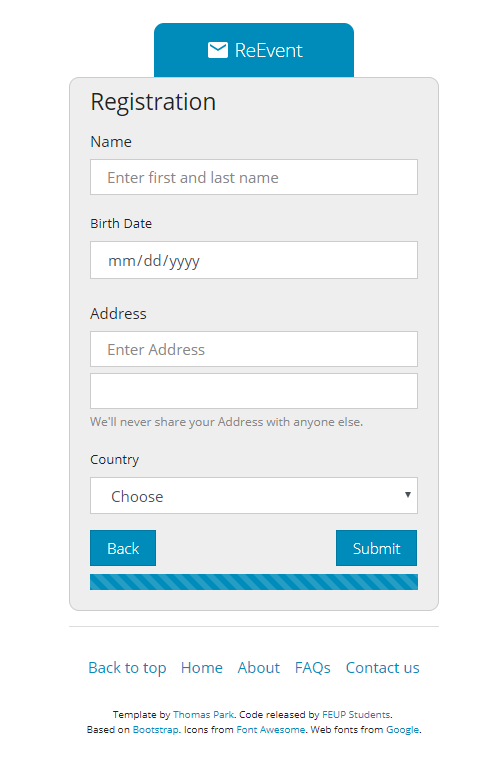 ReEvent
Registration
Name
Enter first and last name
Birth Date
mm/dd/yyyy
Address
Enter Address
We'll never share your Address with anyone else.
Country
Choose
Back Submit
Back to top Home About FAQs Contact us
Template by Thomas Park. Code released by FEUP Students.
Based on Bootstrap. Icons from Font Awesome. Web fonts from Google.